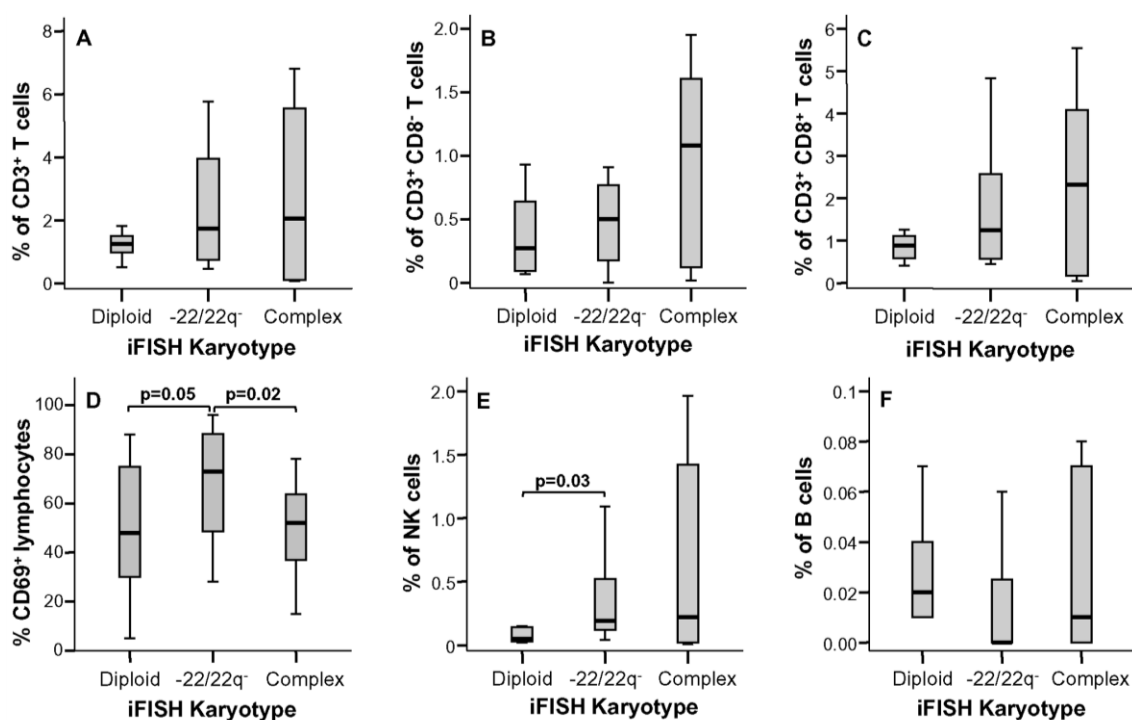 A
% of CD3⁺ T cells
8
6
4
2
0
Diploid -22/22q⁻ Complex
iFISH Karyotype
B
% of CD3⁺ CD8⁻ T cells
2.0
1.5
1.0
0.5
0
Diploid -22/22q⁻ Complex
iFISH Karyotype
C
% of CD3⁺ CD8⁺ T cells
6
5
4
3
2
1
0
Diploid -22/22q⁻ Complex
iFISH Karyotype
D
p=0.05 p=0.02
% CD69⁺ lymphocytes
100
80
60
40
20
0
Diploid -22/22q⁻ Complex
iFISH Karyotype
E
p=0.03
% of NK cells
2.0
1.5
1.0
0.5
0
Diploid -22/22q⁻ Complex
iFISH Karyotype
F
% of B cells
0.1
0.08
0.06
0.04
0.02
0.00
Diploid -22/22q⁻ Complex
iFISH Karyotype